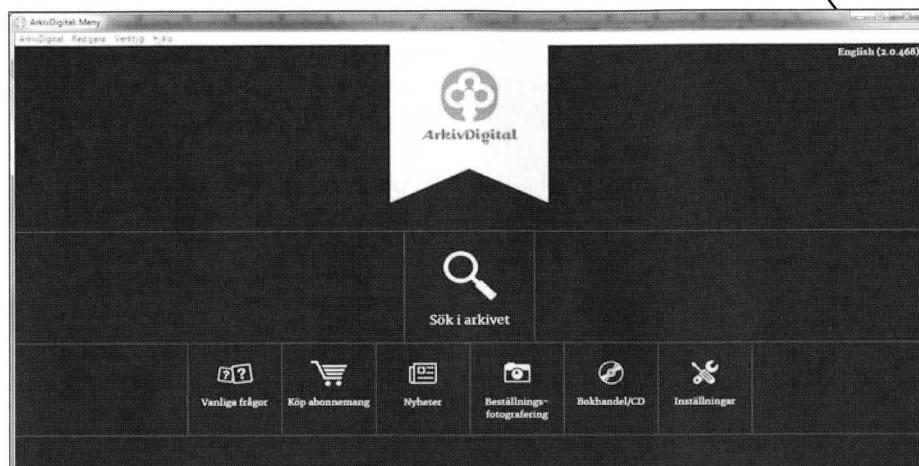 ArkivDigital: Meny
ArkivDigital Redigera Verktyg Hjälp
English (2.0.468)
ArkivDigital
Sök i arkivet
Vanliga frågor
Köp abonnemang
Nyheter
Beställnings-
fotografering
Bokhandel/CD
Inställningar